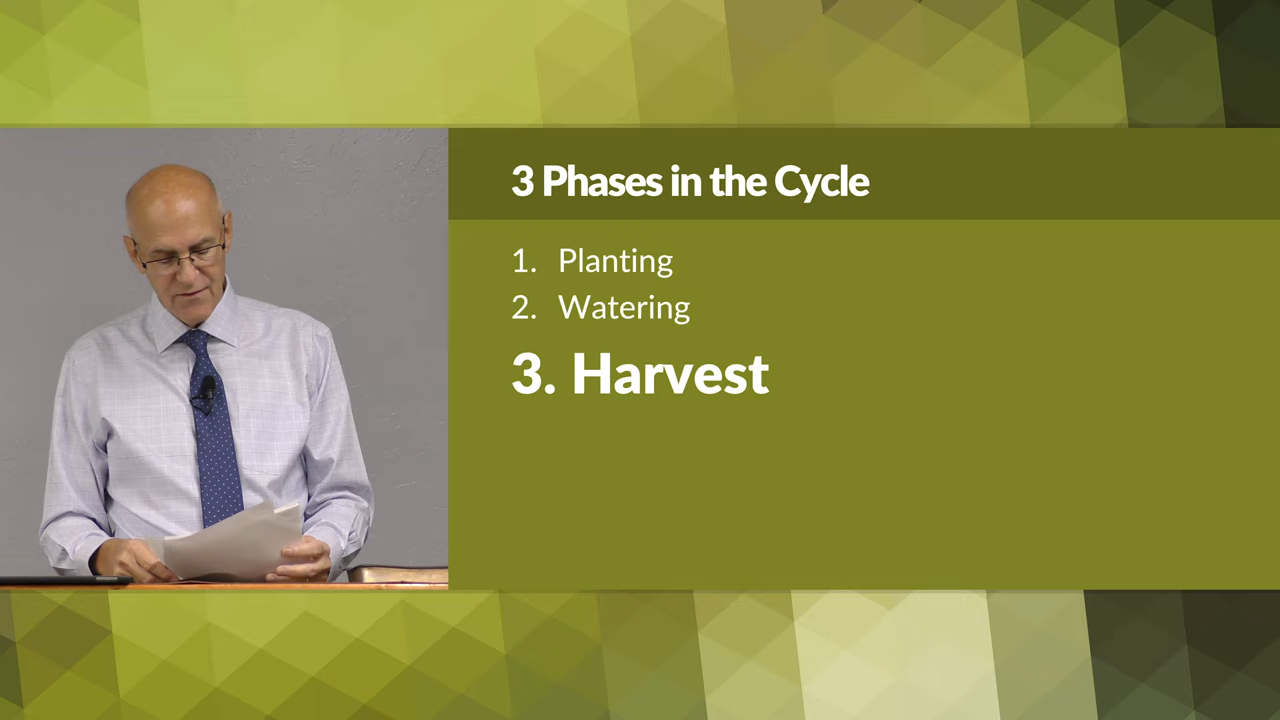 3 Phases in the Cycle
1. Planting
2. Watering
3. Harvest